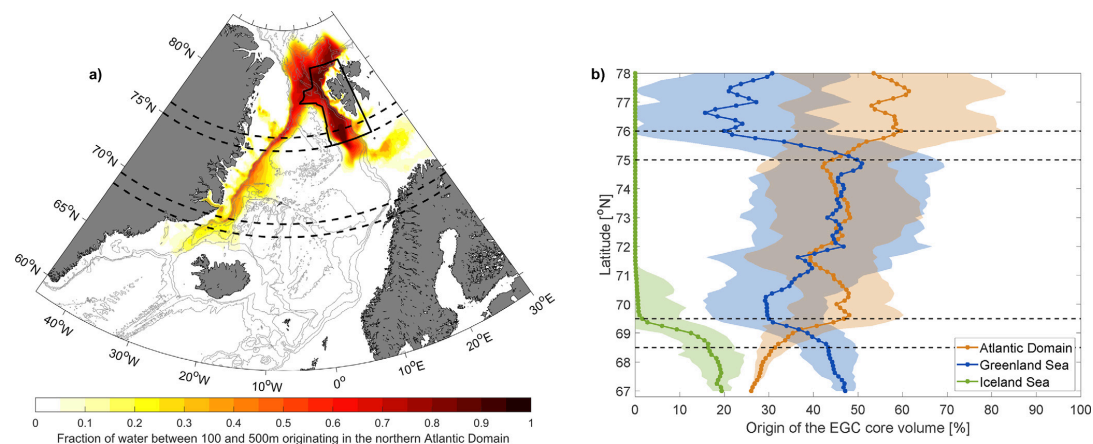 a)
80°N
75°N
70°N
65°N
60°N
40°W
30°W
20°W
10°W
0°
10°E
20°E
30°E
0 0.1 0.2 0.3 0.4 0.5 0.6 0.7 0.8 0.9 1
Fraction of water between 100 and 500m originating in the northern Atlantic Domain
b)
78
77
76
75
74
73
72
71
70
69
68
67
Latitude [°N]
Atlantic Domain
Greenland Sea
Iceland Sea
0 10 20 30 40 50 60 70 80 90 100
Origin of the EGC core volume [%]